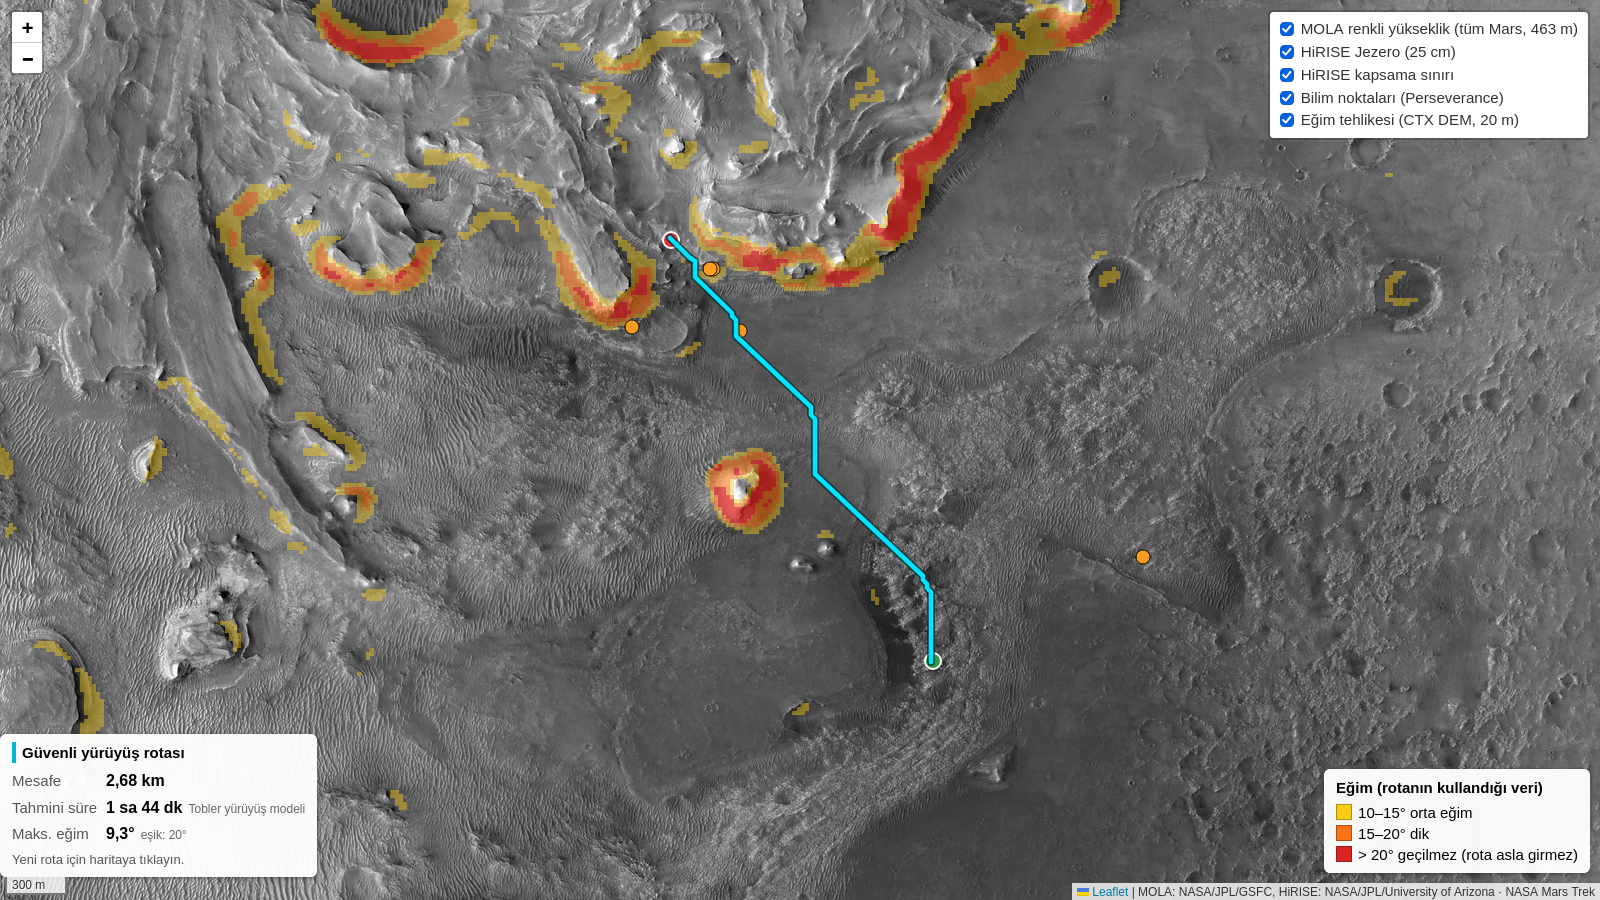 +
−
MOLA renkli yükseklik (tüm Mars, 463 m)
HiRISE Jezero (25 cm)
HiRISE kapsama sınırı
Bilim noktaları (Perseverance)
Eğim tehlikesi (CTX DEM, 20 m)
Güvenli yürüyüş rotası
Mesafe 2,68 km
Tahmini süre 1 sa 44 dk Tobler yürüyüş modeli
Maks. eğim 9,3° eşik: 20°
Yeni rota için haritaya tıklayın.
300 m
Eğim (rotanın kullandığı veri)
10–15° orta eğim
15–20° dik
> 20° geçilmez (rota asla girmez)
Leaflet | MOLA: NASA/JPL/GSFC, HiRISE: NASA/JPL/University of Arizona · NASA Mars Trek